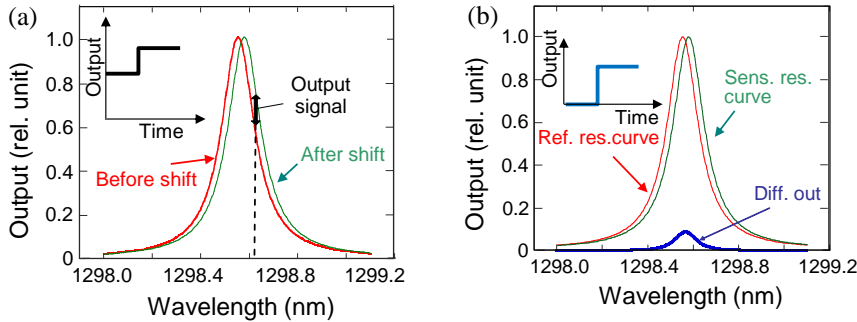 (a)
Output
Time
Output (rel. unit)
1.0
0.8
0.6
0.4
0.2
0
Output
signal
Before shift
After shift
1298.0
1298.4
1298.8
1299.2
Wavelength (nm)
(b)
Output
Time
Output (rel. unit)
1.0
0.8
0.6
0.4
0.2
0
Sens. res.
curve
Ref. res.curve
Diff. out
1298.0
1298.4
1298.8
1299.2
Wavelength (nm)